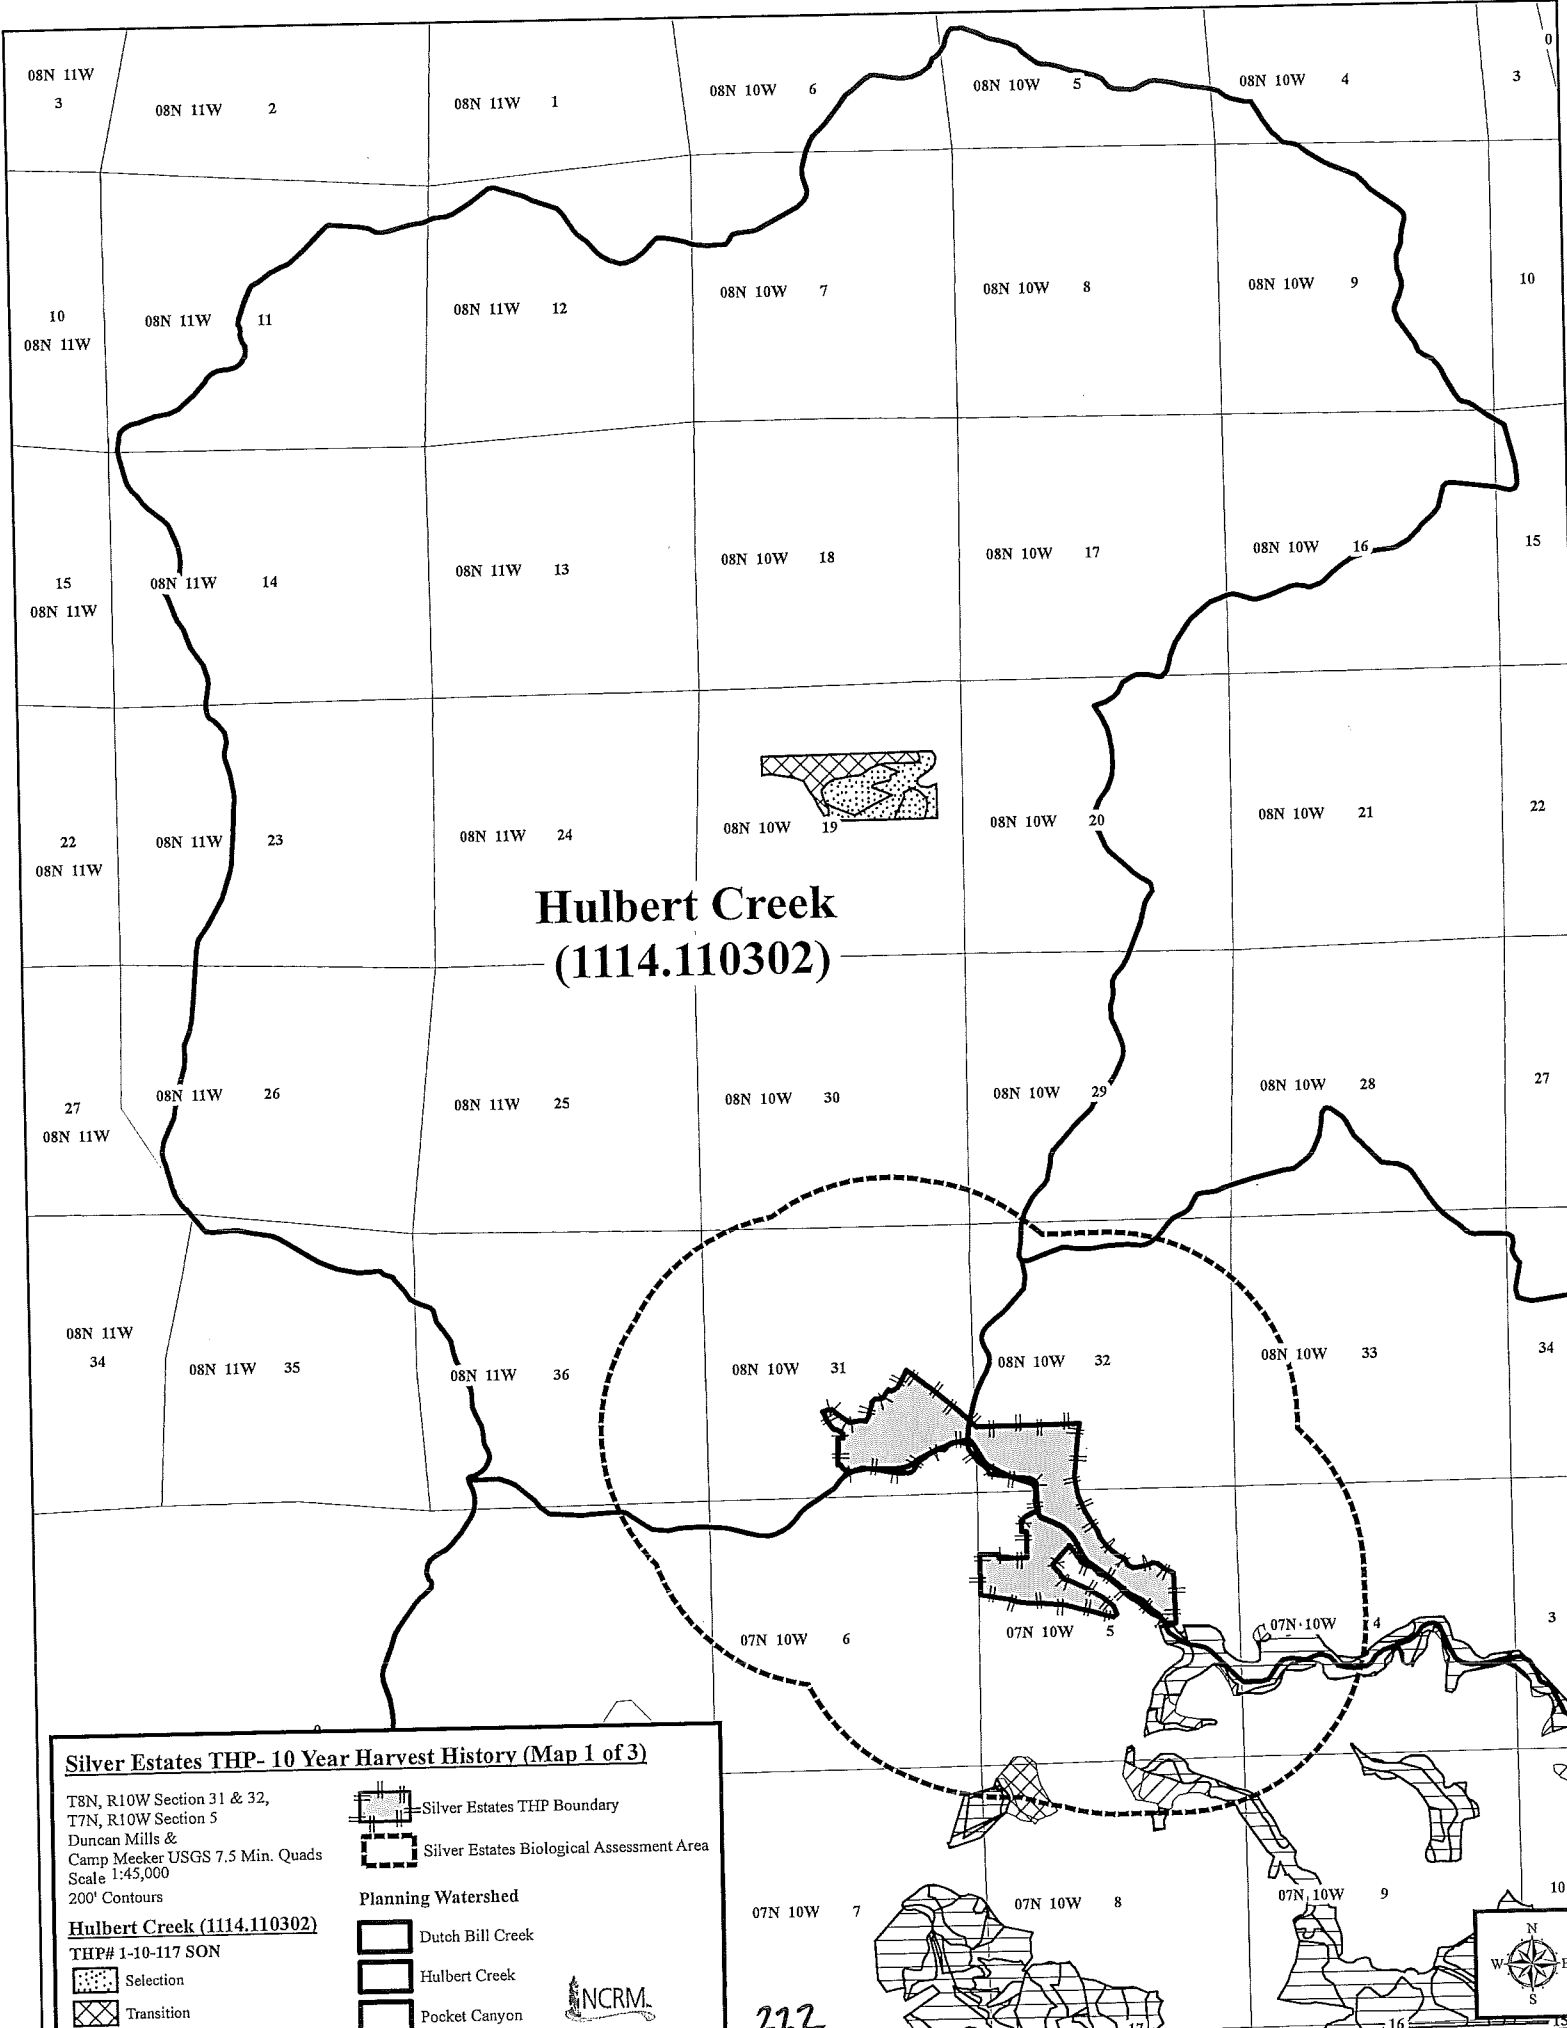 0
08N 11W
3
08N 11W 2
08N 11W 1
08N 10W 6
08N 10W 5
08N 10W 4
3
10
08N 11W
08N 11W 11
08N 11W 12
08N 10W 7
08N 10W 8
08N 10W 9
10
15
08N 11W
08N 11W 14
08N 11W 13
08N 10W 18
08N 10W 17
08N 10W 16
15
22
08N 11W
08N 11W 23
08N 11W 24
08N 10W 19
08N 10W 20
08N 10W 21
22
Hulbert Creek
(1114.110302)
27
08N 11W
08N 11W 26
08N 11W 25
08N 10W 30
08N 10W 29
08N 10W 28
27
08N 11W
34
08N 11W 35
08N 11W 36
08N 10W 31
08N 10W 32
08N 10W 33
34
07N 10W 6
07N 10W 5
07N 10W 4
3
07N 10W 7
07N 10W 8
07N 10W 9
10
17
16
Silver Estates THP- 10 Year Harvest History (Map 1 of 3)
T8N, R10W Section 31 & 32,
T7N, R10W Section 5
Duncan Mills &
Camp Meeker USGS 7.5 Min. Quads
Scale 1:45,000
200' Contours
Hulbert Creek (1114.110302)
THP# 1-10-117 SON
Selection
Transition
Silver Estates THP Boundary
Silver Estates Biological Assessment Area
Planning Watershed
Dutch Bill Creek
Hulbert Creek
Pocket Canyon
NCRM
222
N
W E
S